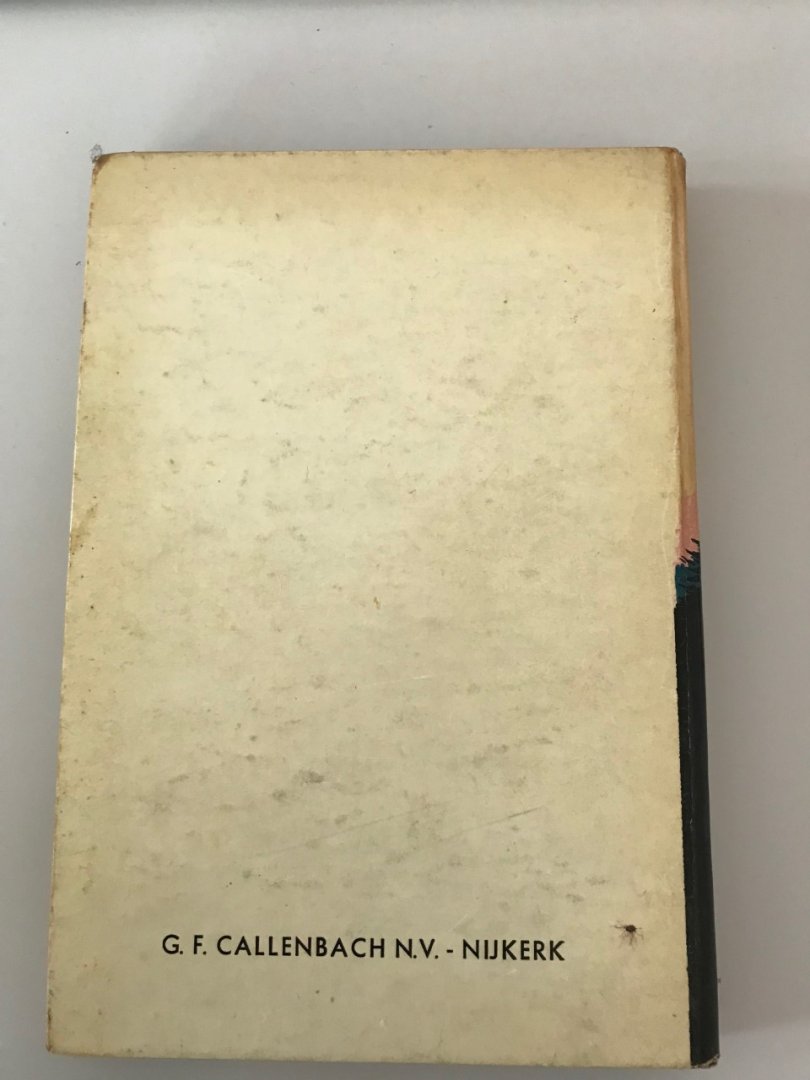 G. F. CALLENBACH N.V. - NIJKERK